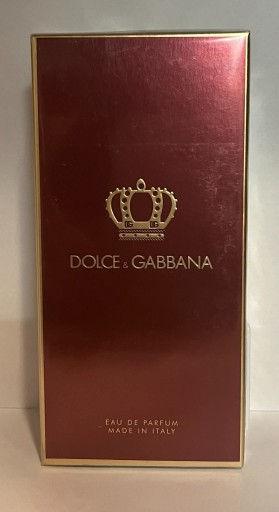 DOLCE & GABBANA
EAU DE PARFUM
MADE IN ITALY